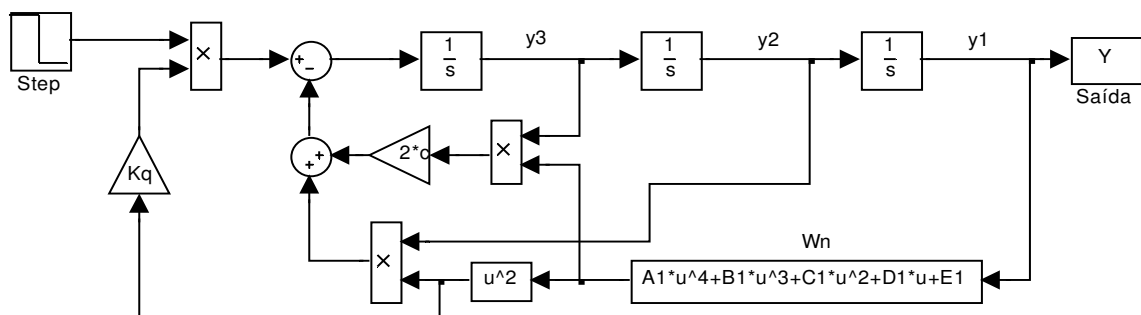 Step
×
Kq
+
−
1
s
y3
1
s
y2
1
s
y1
Y
Saída
+
+
2*c
×
×
u^2
Wn
A1*u^4+B1*u^3+C1*u^2+D1*u+E1